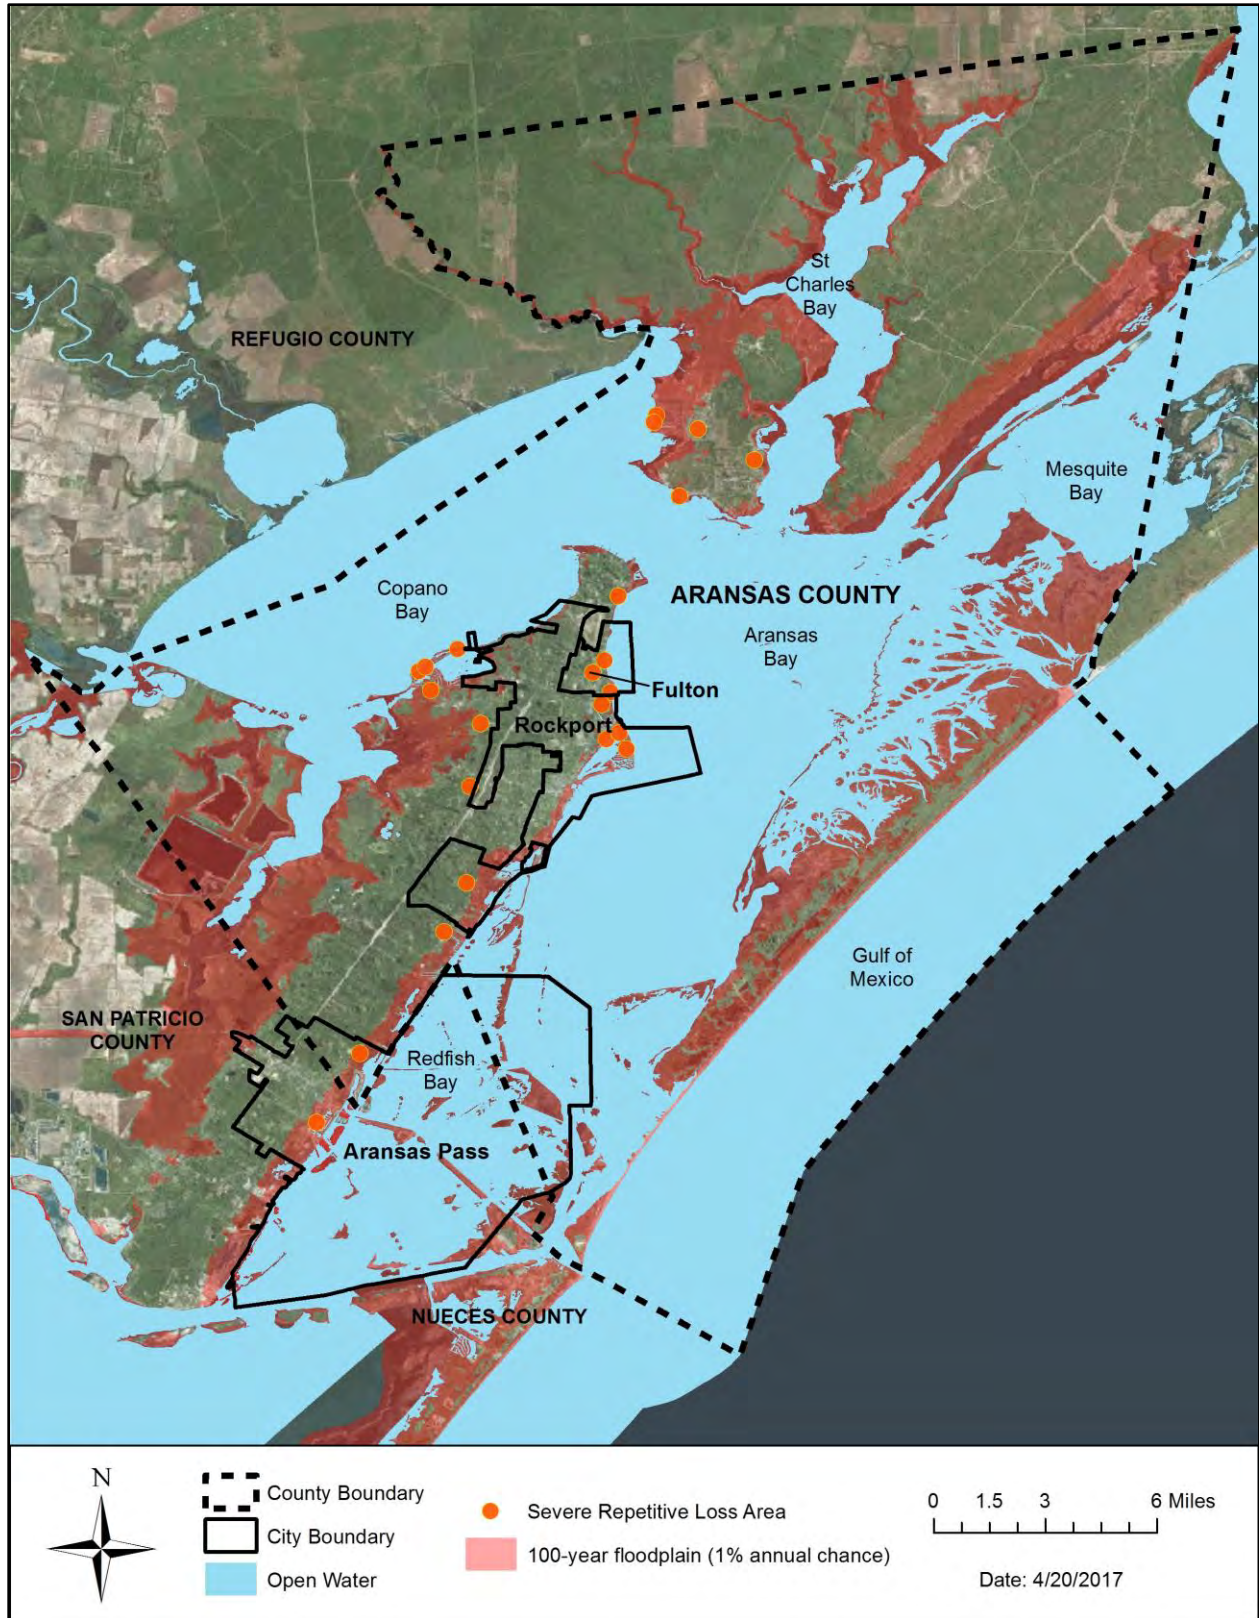 St
Charles
Bay
REFUGIO COUNTY
Mesquite
Bay
Copano
Bay
ARANSAS COUNTY
Aransas
Bay
Fulton
Rockport
Gulf of
Mexico
SAN PATRICIO
COUNTY
Redfish
Bay
Aransas Pass
NUECES COUNTY
N
County Boundary
City Boundary
Open Water
Severe Repetitive Loss Area
100-year floodplain (1% annual chance)
0 1.5 3 6 Miles
Date: 4/20/2017